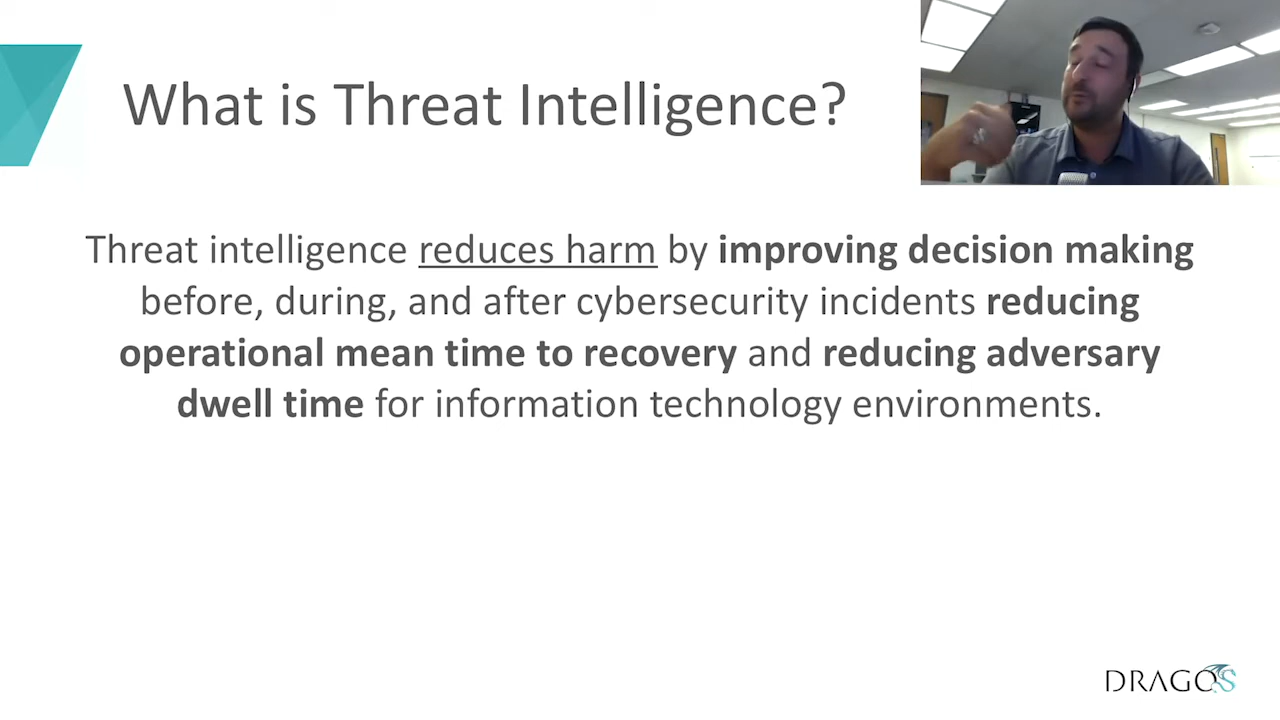 What is Threat Intelligence?
Threat intelligence reduces harm by improving decision making
before, during, and after cybersecurity incidents reducing
operational mean time to recovery and reducing adversary
dwell time for information technology environments.
DRAGOS